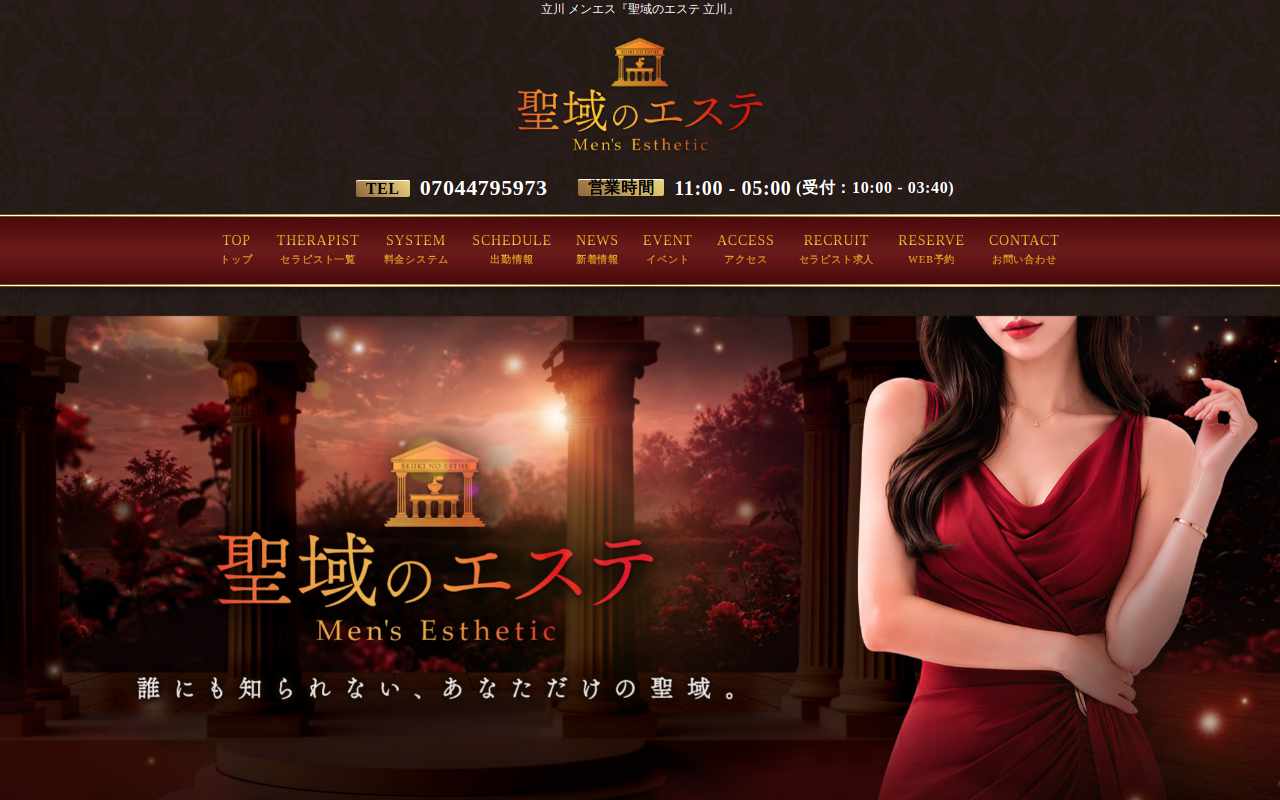 立川 メンエス『聖域のエステ 立川』
SEIIKI NO ESTHE
聖域のエステ
Men's Esthetic
TEL 07044795973 営業時間 11:00 - 05:00 (受付：10:00 - 03:40)
TOP THERAPIST SYSTEM SCHEDULE NEWS EVENT ACCESS RECRUIT RESERVE CONTACT
トップ セラピスト一覧 料金システム 出勤情報 新着情報 イベント アクセス セラピスト求人 WEB予約 お問い合わせ
SEIIKI NO ESTHE
聖域のエステ
Men's Esthetic
誰にも知られない、あなただけの聖域。